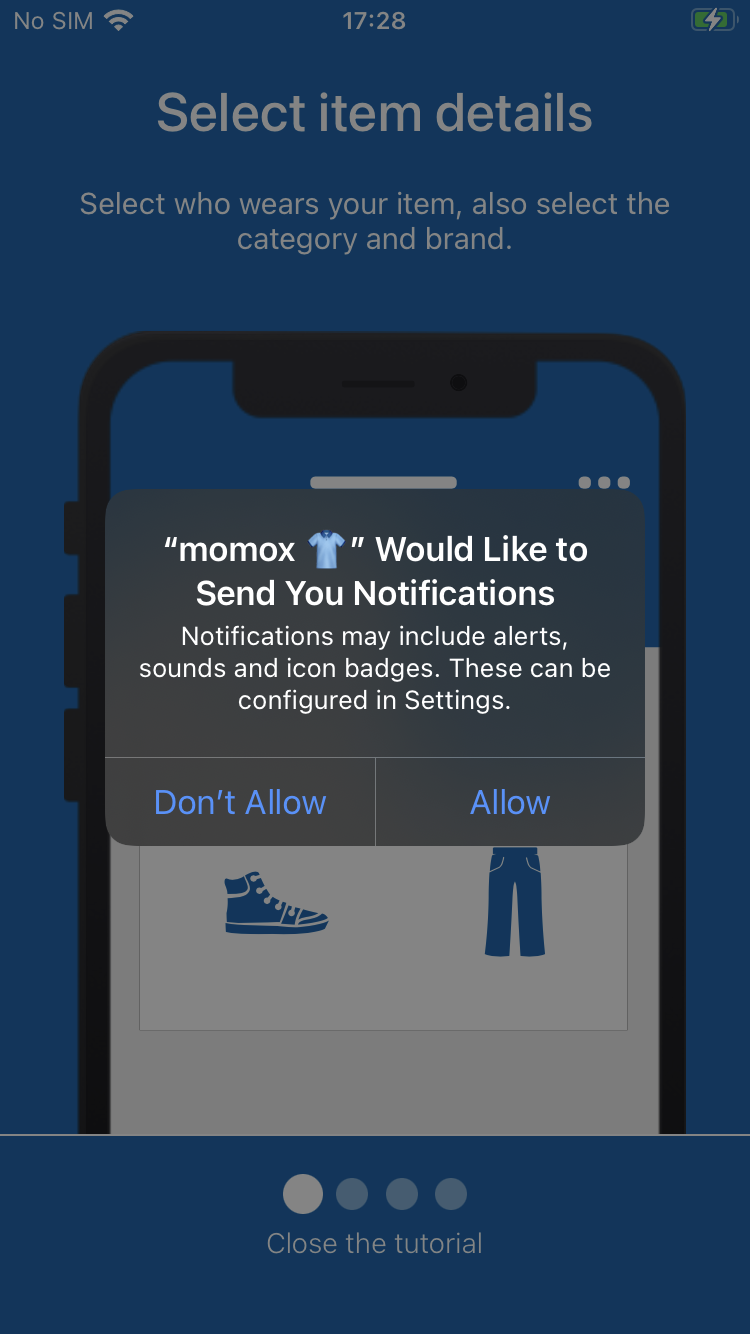 No SIM 17:28
Select item details
Select who wears your item, also select the
category and brand.
“momox 👕” Would Like to
Send You Notifications
Notifications may include alerts,
sounds and icon badges. These can be
configured in Settings.
Don’t Allow Allow
Close the tutorial